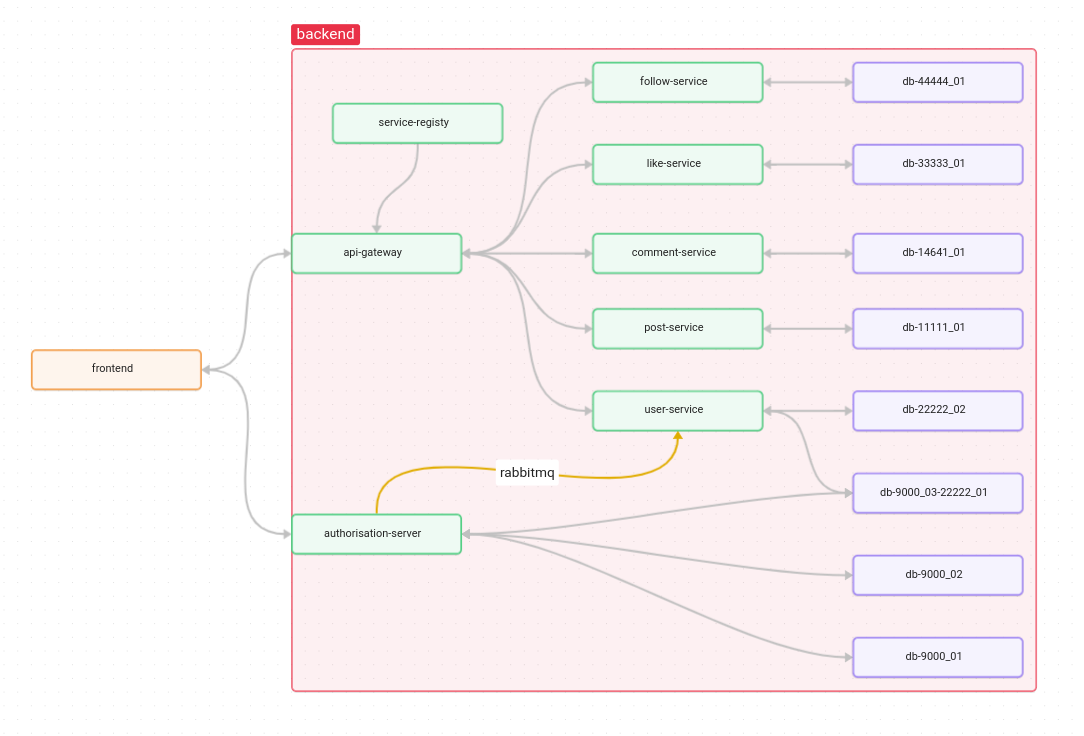 backend
follow-service
db-44444_01
service-registy
like-service
db-33333_01
api-gateway
comment-service
db-14641_01
post-service
db-11111_01
frontend
user-service
db-22222_02
rabbitmq
db-9000_03-22222_01
authorisation-server
db-9000_02
db-9000_01